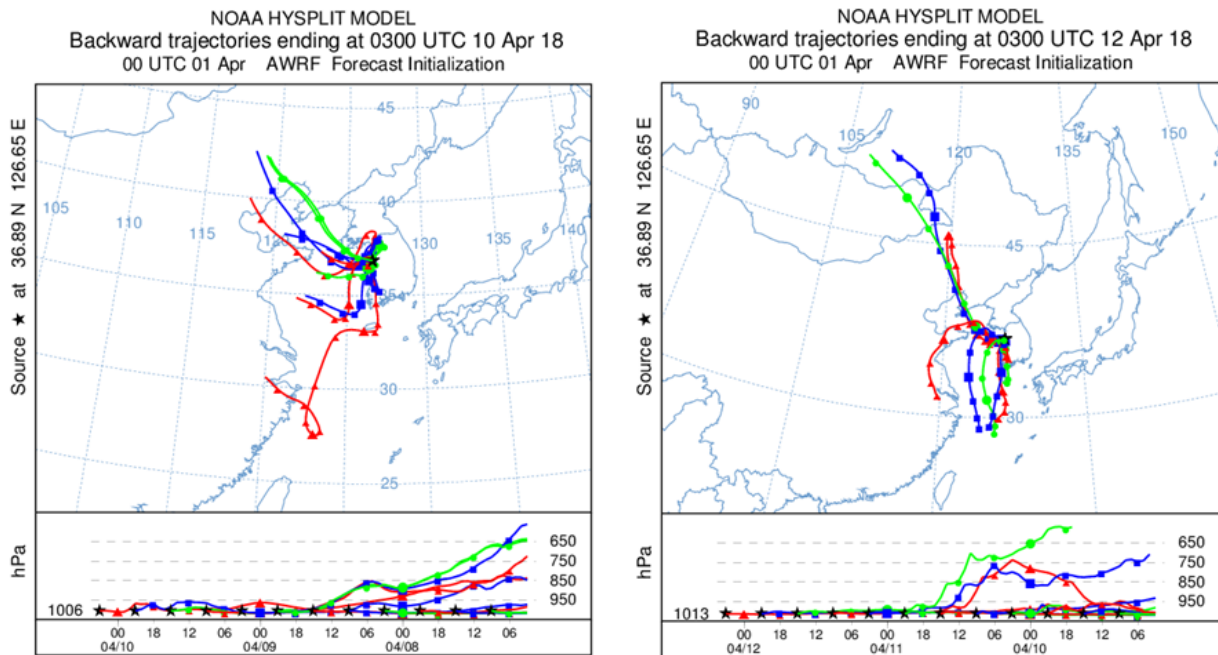 NOAA HYSPLIT MODEL
Backward trajectories ending at 0300 UTC 10 Apr 18
00 UTC 01 Apr AWRF Forecast Initialization
Source ★ at 36.89 N 126.65 E
45
40
105
110
115
120
125
130
135
140
35
30
25
hPa
650
750
850
950
1006
00 18 12 06 00 18 12 06 00 18 12 06
04/10 04/09 04/08
NOAA HYSPLIT MODEL
Backward trajectories ending at 0300 UTC 12 Apr 18
00 UTC 01 Apr AWRF Forecast Initialization
Source ★ at 36.89 N 126.65 E
90
105
120
135
150
45
30
hPa
650
750
850
950
1013
00 18 12 06 00 18 12 06 00 18 12 06
04/12 04/11 04/10